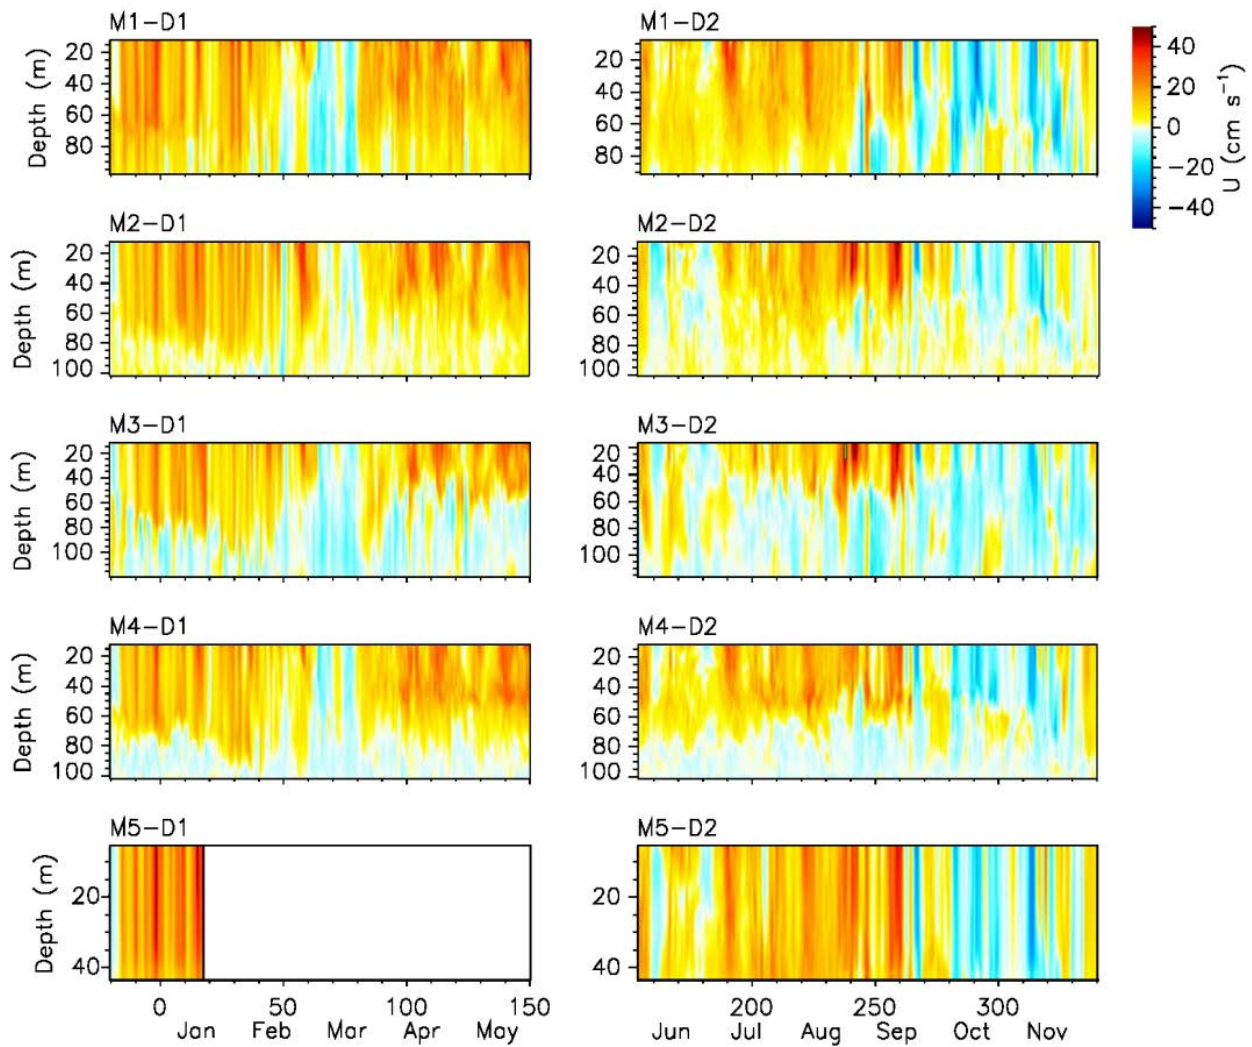 M1-D1
M1-D2
Depth (m)
20
40
60
80
20
40
60
80
40
20
0
-20
-40
U (cm s⁻¹)
M2-D1
M2-D2
Depth (m)
20
40
60
80
100
20
40
60
80
100
M3-D1
M3-D2
Depth (m)
20
40
60
80
100
20
40
60
80
100
M4-D1
M4-D2
Depth (m)
20
40
60
80
100
20
40
60
80
100
M5-D1
M5-D2
Depth (m)
20
40
20
40
0 50 100 150
200 250 300
Jan Feb Mar Apr May
Jun Jul Aug Sep Oct Nov